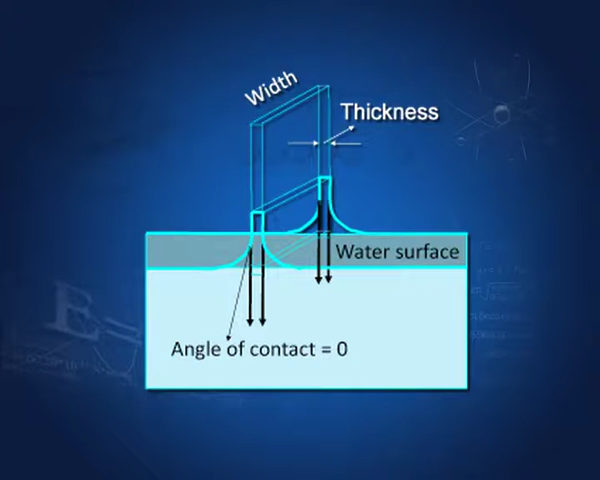 Width
Thickness
Water surface
Angle of contact = 0
E=